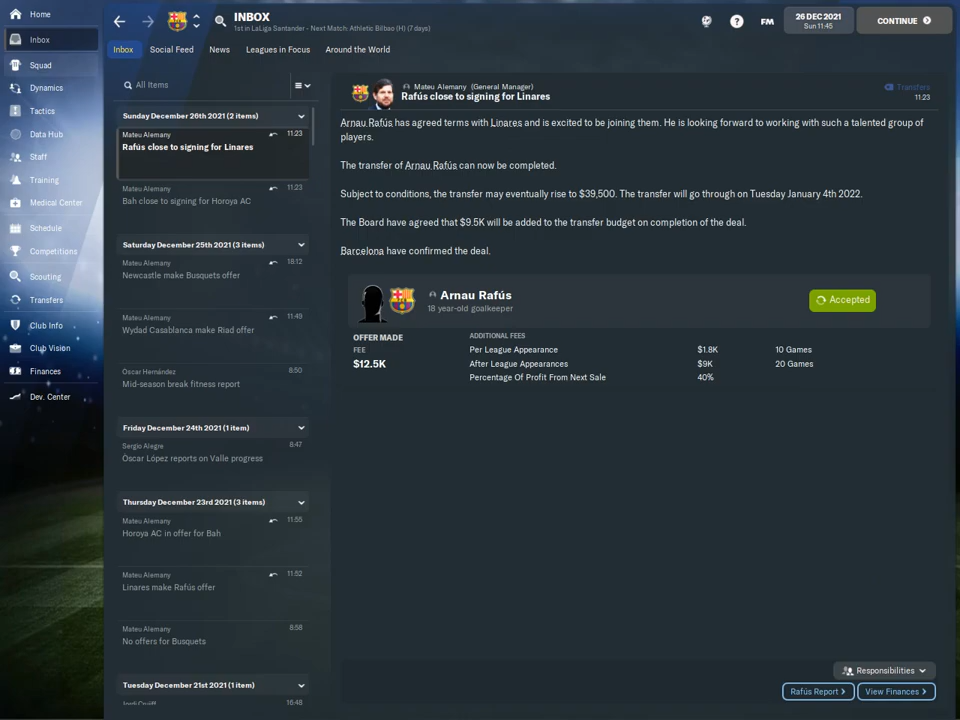 Home
Inbox
Squad
Dynamics
Tactics
Data Hub
Staff
Training
Medical Center
Schedule
Competitions
Scouting
Transfers
Club Info
Club Vision
Finances
Dev. Center
INBOX
1st in LaLiga Santander - Next Match: Athletic Bilbao (H) (7 days)
?
FM
26 DEC 2021
Sun 11:45
CONTINUE
Inbox
Social Feed
News
Leagues in Focus
Around the World
All Items
Sunday December 26th 2021 (2 items)
Mateu Alemany 11:23
Rafús close to signing for Linares
Mateu Alemany 11:23
Bah close to signing for Horoya AC
Saturday December 25th 2021 (3 items)
Mateu Alemany 18:12
Newcastle make Busquets offer
Mateu Alemany 11:49
Wydad Casablanca make Riad offer
Óscar Hernández 8:50
Mid-season break fitness report
Friday December 24th 2021 (1 item)
Sergio Alegre 8:47
Óscar López reports on Valle progress
Thursday December 23rd 2021 (3 items)
Mateu Alemany 11:55
Horoya AC in offer for Bah
Mateu Alemany 11:52
Linares make Rafús offer
Mateu Alemany 8:58
No offers for Busquets
Tuesday December 21st 2021 (1 item)
16:48
Mateu Alemany (General Manager)
Rafús close to signing for Linares
Transfers
11:23
Arnau Rafús has agreed terms with Linares and is excited to be joining them. He is looking forward to working with such a talented group of
players.
The transfer of Arnau Rafús can now be completed.
Subject to conditions, the transfer may eventually rise to $39,500. The transfer will go through on Tuesday January 4th 2022.
The Board have agreed that $9.5K will be added to the transfer budget on completion of the deal.
Barcelona have confirmed the deal.
Arnau Rafús
18 year-old goalkeeper
Accepted
OFFER MADE
FEE
$12.5K
ADDITIONAL FEES
Per League Appearance $1.8K 10 Games
After League Appearances $9K 20 Games
Percentage Of Profit From Next Sale 40%
Responsibilities
Rafús Report
View Finances